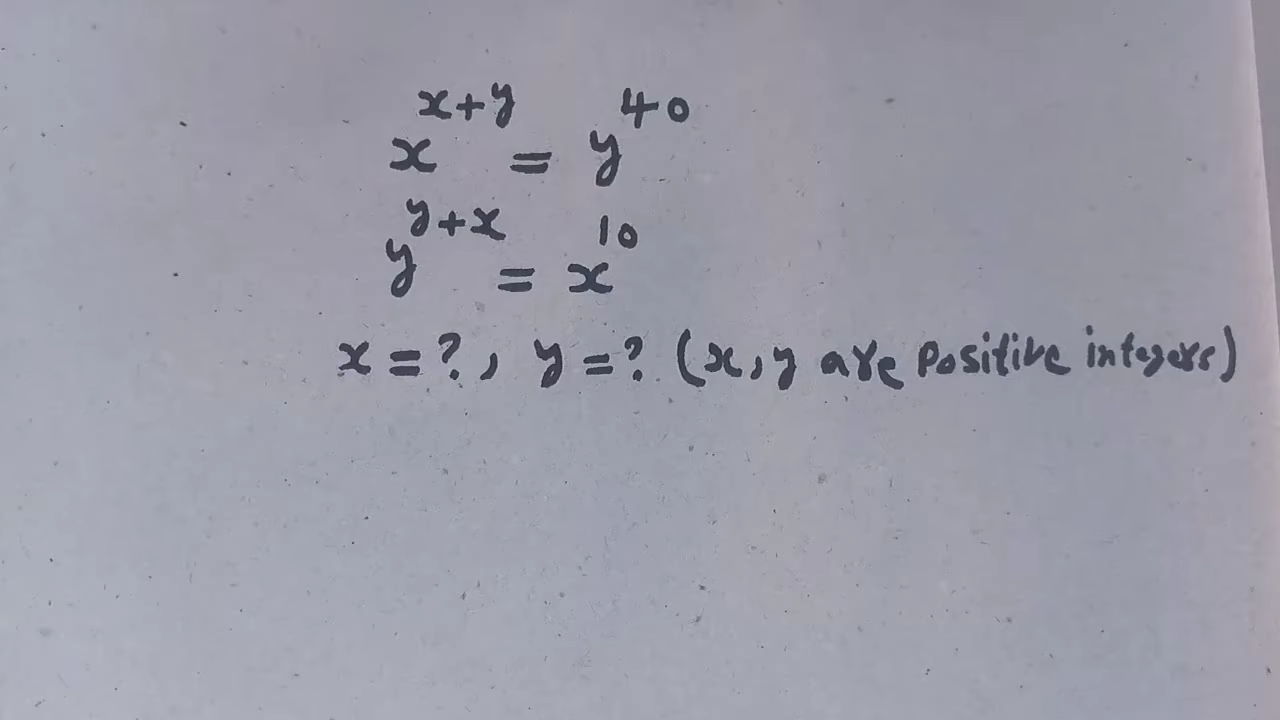 x^{x+y} = y^{40}
y^{y+x} = x^{10}
x = ? , y = ? (x, y are positive integers)